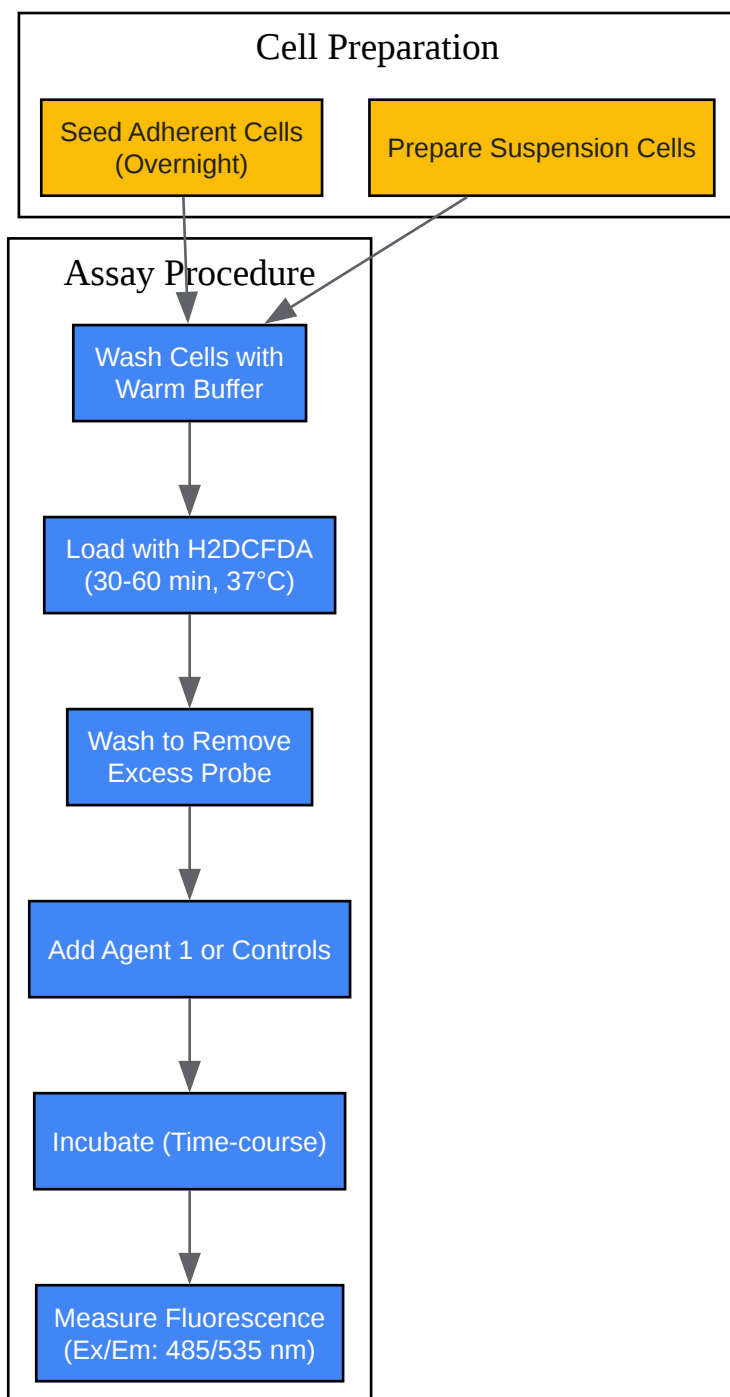 Cell Preparation
Seed Adherent Cells
(Overnight)
Prepare Suspension Cells
Assay Procedure
Wash Cells with
Warm Buffer
Load with H2DCFDA
(30-60 min, 37°C)
Wash to Remove
Excess Probe
Add Agent 1 or Controls
Incubate (Time-course)
Measure Fluorescence
(Ex/Em: 485/535 nm)